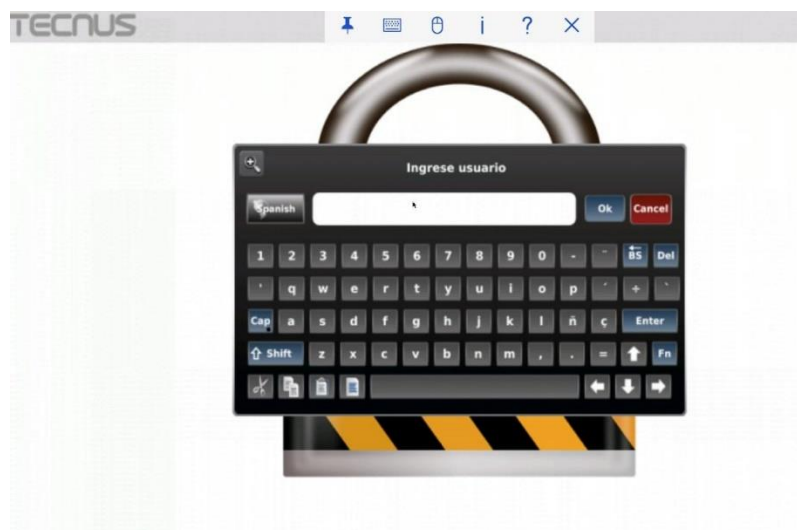 TECNUS
i ?
Ingrese usuario
Spanish Ok Cancel
1 2 3 4 5 6 7 8 9 0 - ¨ BS Del
' q w e r t y u i o p ´ ÷ `
Cap a s d f g h j k l ñ ç Enter
Shift z x c v b n m , . = Fn